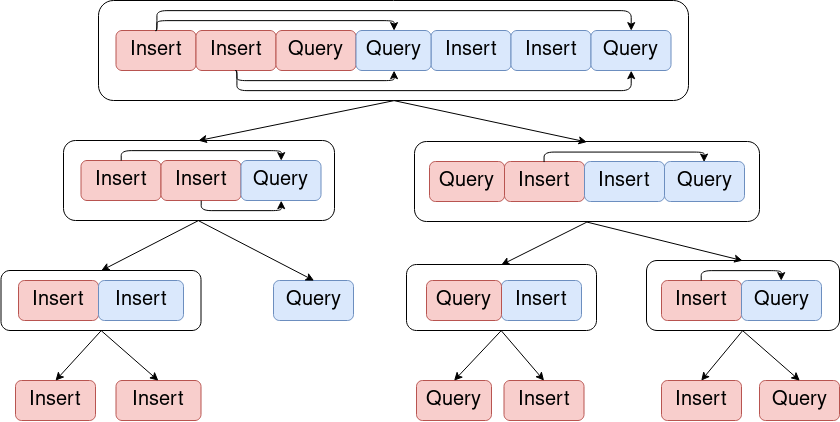 Insert Insert Query Query Insert Insert Query
Insert Insert Query
Query Insert Insert Query
Insert Insert
Query
Query Insert
Insert Query
Insert
Insert
Query
Insert
Insert
Query